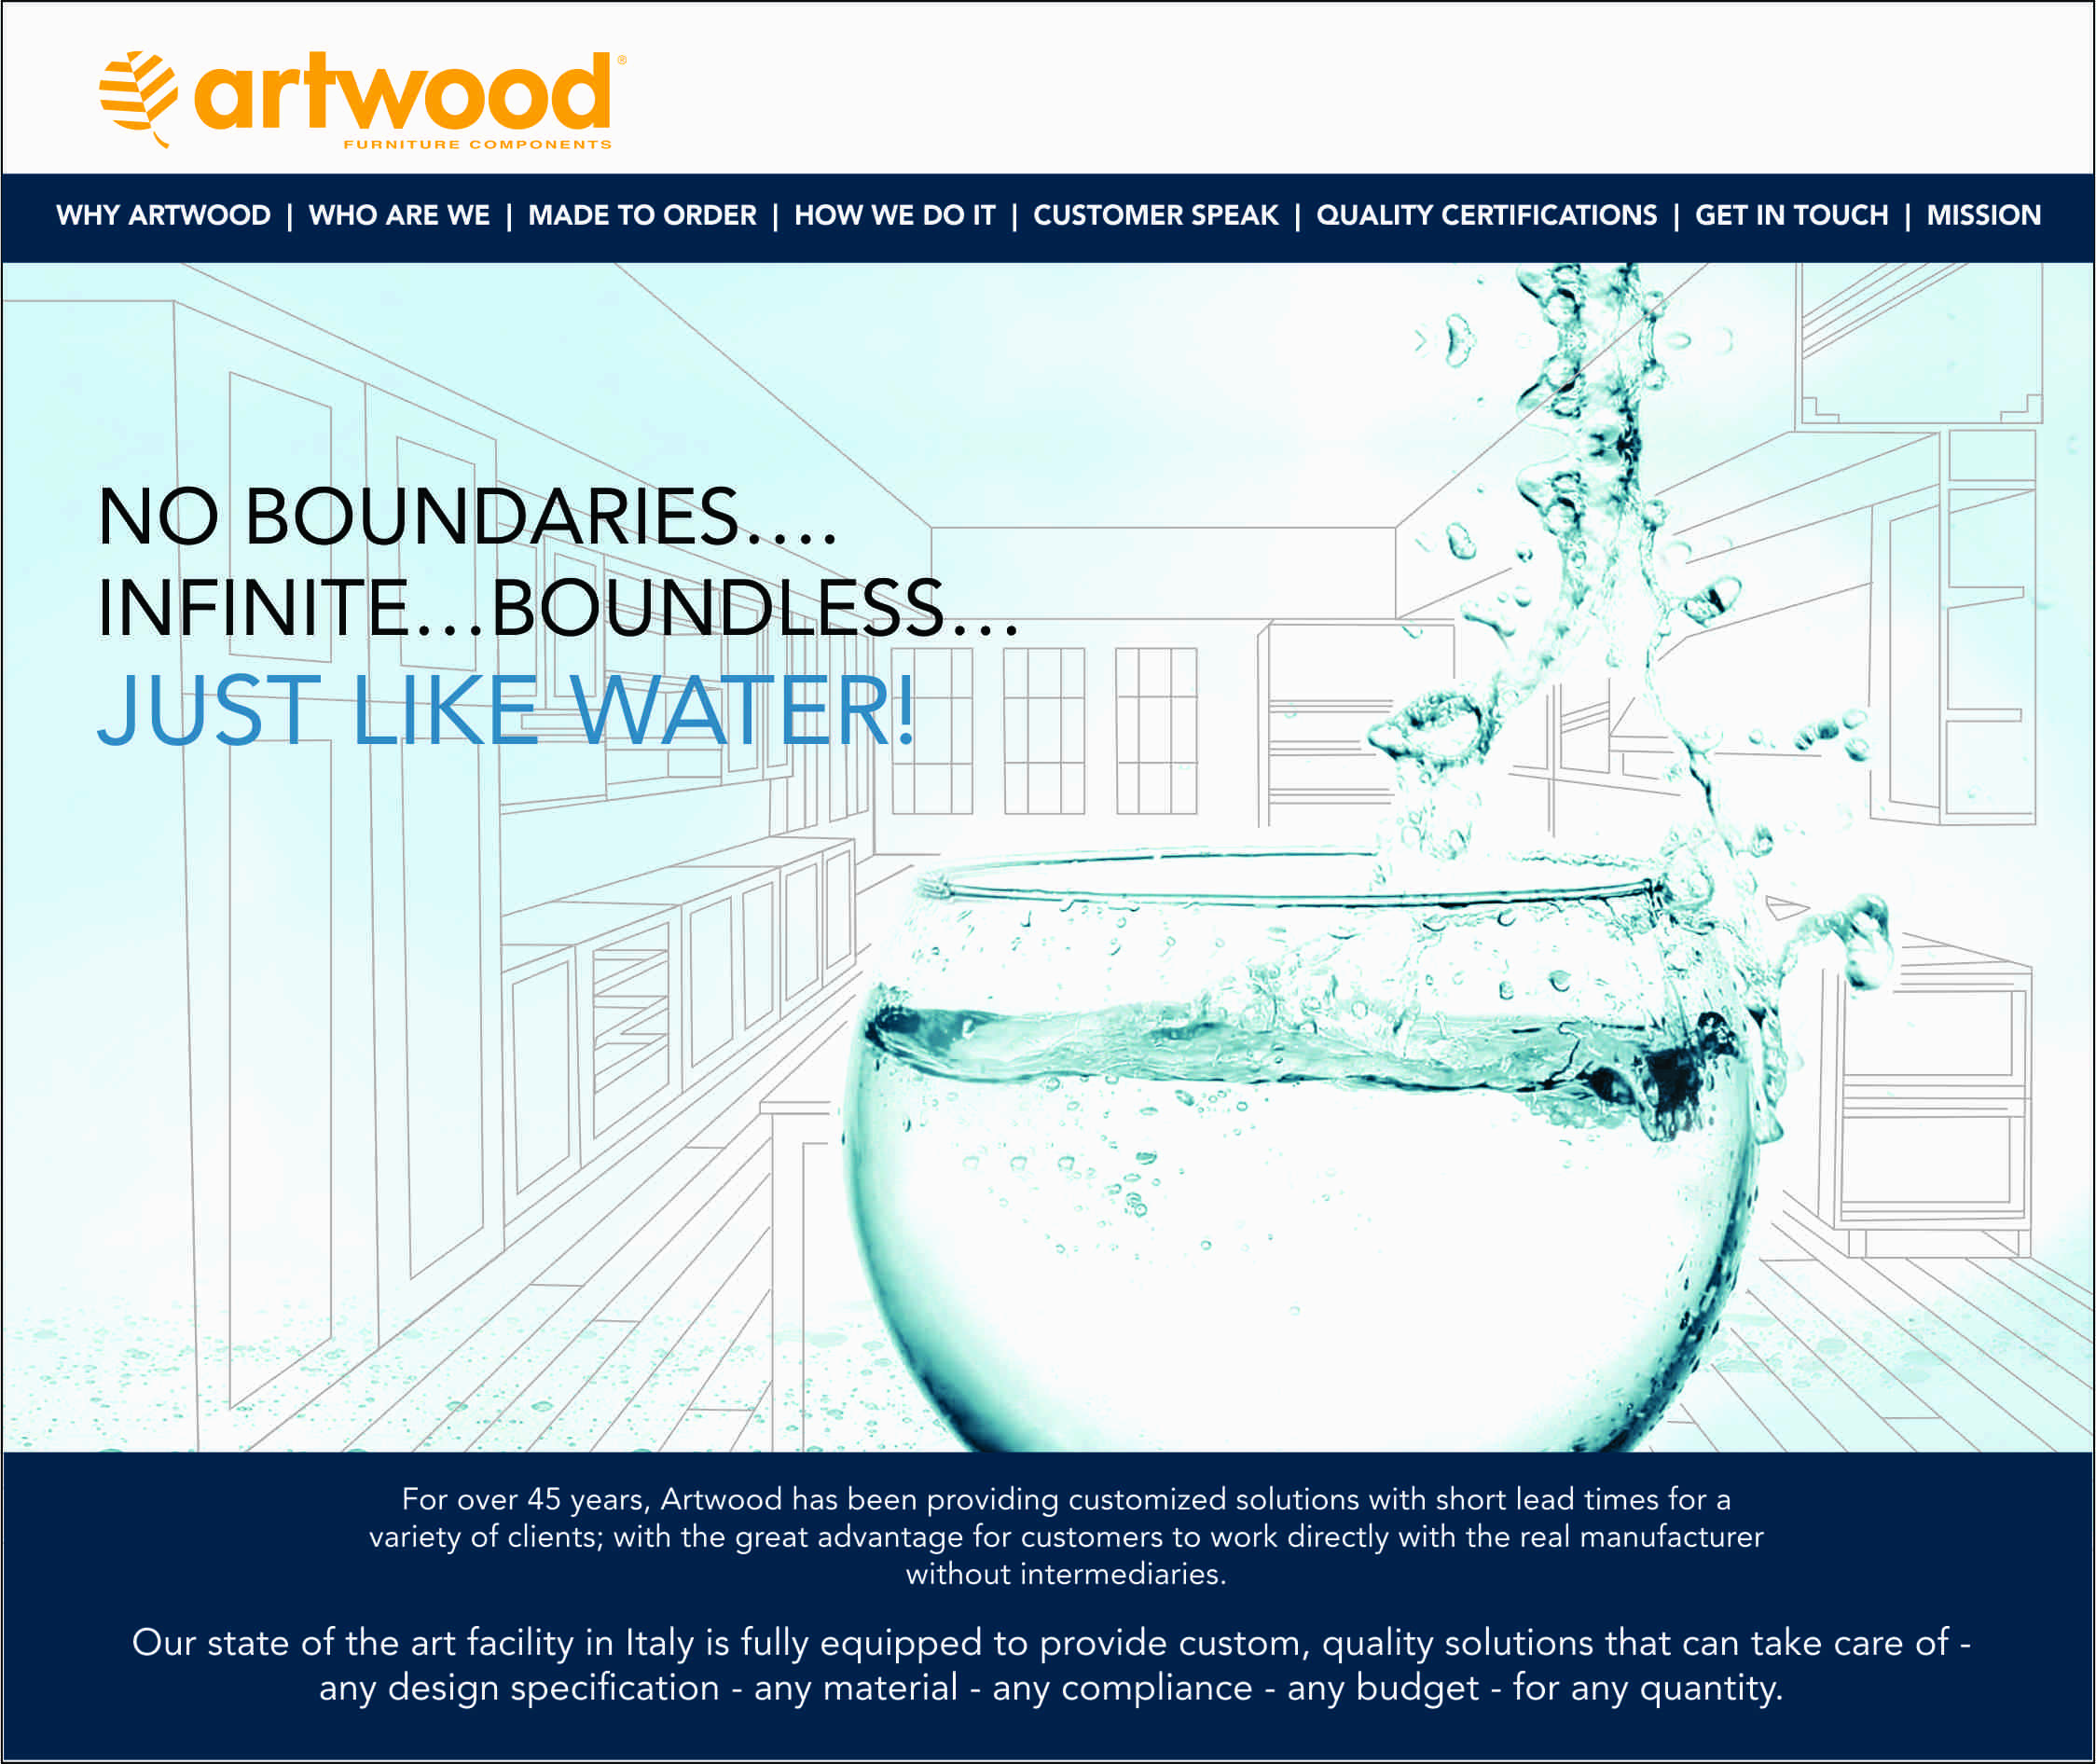 artwood®
FURNITURE COMPONENTS
WHY ARTWOOD | WHO ARE WE | MADE TO ORDER | HOW WE DO IT | CUSTOMER SPEAK | QUALITY CERTIFICATIONS | GET IN TOUCH | MISSION
NO BOUNDARIES....
INFINITE...BOUNDLESS...
JUST LIKE WATER!
For over 45 years, Artwood has been providing customized solutions with short lead times for a
variety of clients; with the great advantage for customers to work directly with the real manufacturer
without intermediaries.
Our state of the art facility in Italy is fully equipped to provide custom, quality solutions that can take care of -
any design specification - any material - any compliance - any budget - for any quantity.